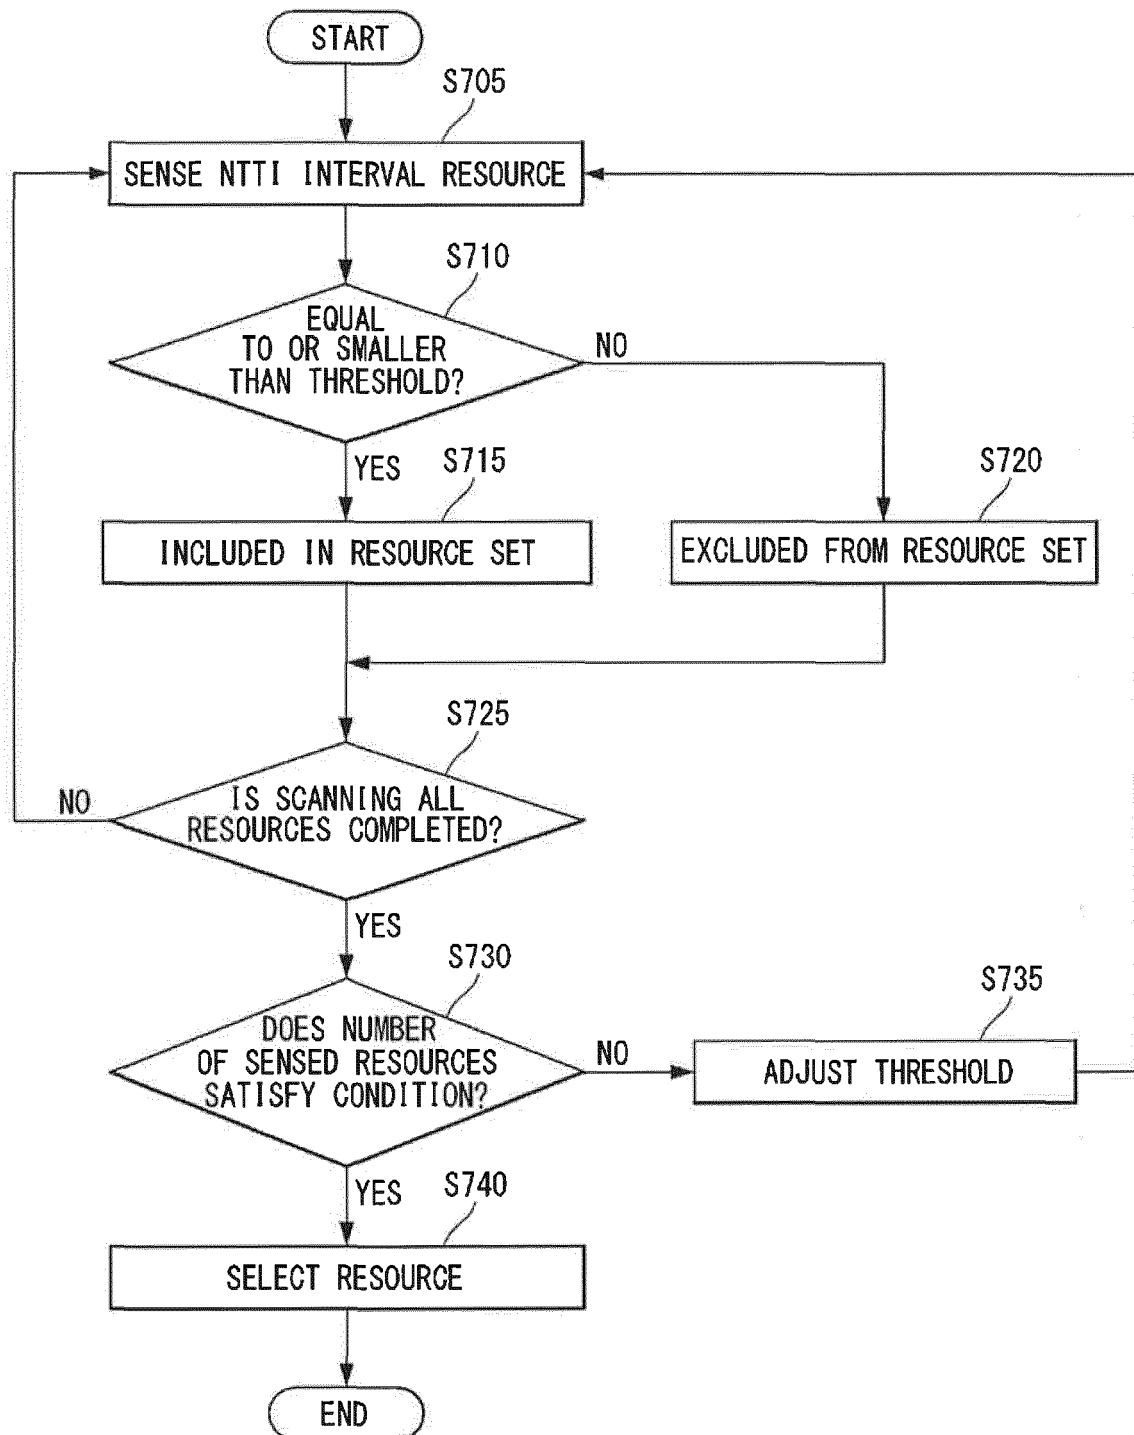 START
S705
SENSE NTTI INTERVAL RESOURCE
S710
EQUAL
TO OR SMALLER
THAN THRESHOLD?
NO
YES
S715
S720
INCLUDED IN RESOURCE SET
EXCLUDED FROM RESOURCE SET
S725
IS SCANNING ALL
RESOURCES COMPLETED?
NO
YES
S730
DOES NUMBER
OF SENSED RESOURCES
SATISFY CONDITION?
NO
S735
ADJUST THRESHOLD
YES
S740
SELECT RESOURCE
END